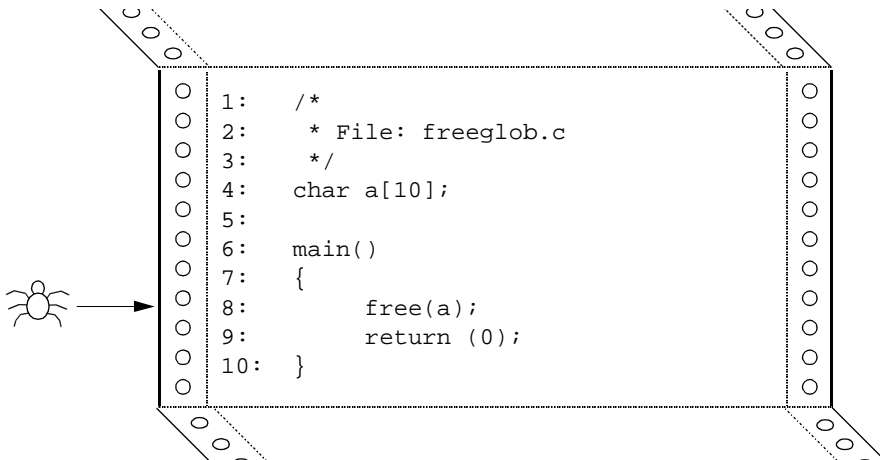 1:    /*
2:     * File: freeglob.c
3:     */
4:    char a[10];
5:
6:    main()
7:    {
8:         free(a);
9:         return (0);
10:   }